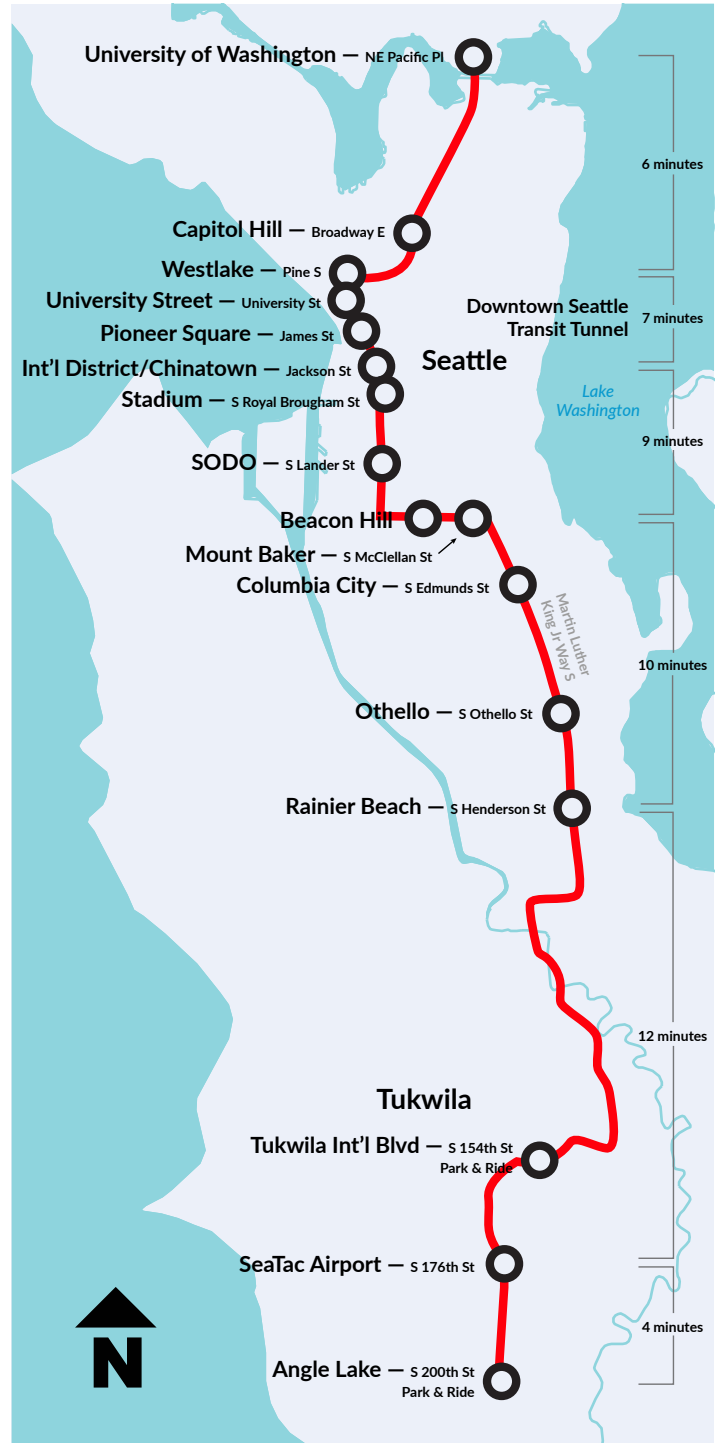 University of Washington — NE Pacific Pl
6 minutes
Capitol Hill — Broadway E
Westlake — Pine S
University Street — University St
Downtown Seattle
Transit Tunnel
7 minutes
Pioneer Square — James St
Seattle
Int'l District/Chinatown — Jackson St
Stadium — S Royal Brougham St
Lake
Washington
9 minutes
SODO — S Lander St
Beacon Hill
Mount Baker — S McClellan St
Columbia City — S Edmunds St
Martin Luther
King Jr Way S
10 minutes
Othello — S Othello St
Rainier Beach — S Henderson St
12 minutes
Tukwila
Tukwila Int'l Blvd — S 154th St
Park & Ride
SeaTac Airport — S 176th St
4 minutes
N
Angle Lake — S 200th St
Park & Ride